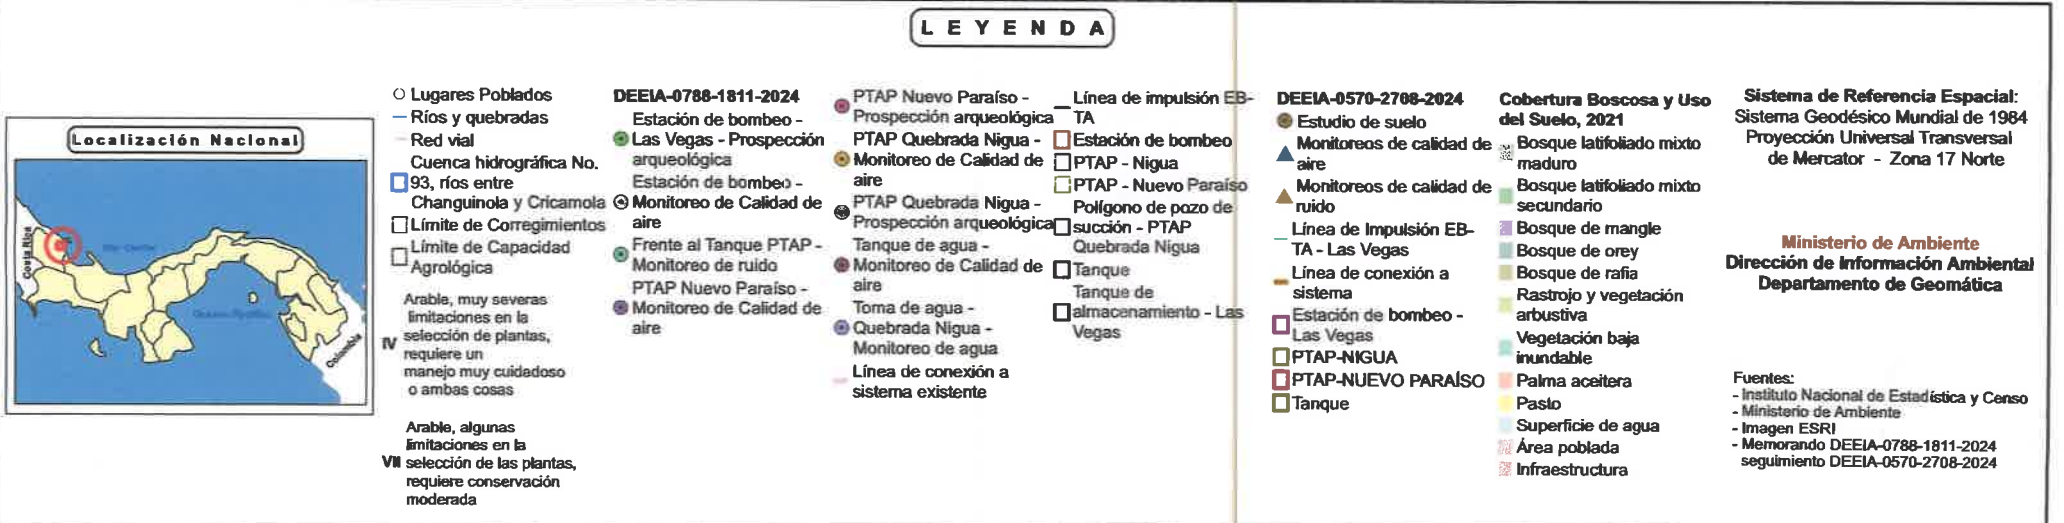 LEYENDA
Localización Nacional
Costa Rica
Mar Caribe
Océano Pacífico
Colombia
Lugares Poblados
Ríos y quebradas
Red vial
Cuenca hidrográfica No.
93, ríos entre
Changuinola y Cricamola
Límite de Corregimientos
Límite de Capacidad
Agrológica
Arable, muy severas
limitaciones en la
IV selección de plantas,
requiere un
manejo muy cuidadoso
o ambas cosas
Arable, algunas
limitaciones en la
VII selección de las plantas,
requiere conservación
moderada
DEEIA-0788-1811-2024
Estación de bombeo -
Las Vegas - Prospección
arqueológica
Estación de bombeo -
Monitoreo de Calidad de
aire
Frente al Tanque PTAP -
Monitoreo de ruido
PTAP Nuevo Paraíso -
Monitoreo de Calidad de
aire
PTAP Nuevo Paraíso -
Prospección arqueológica
PTAP Quebrada Nigua -
Monitoreo de Calidad de
aire
PTAP Quebrada Nigua -
Prospección arqueológica
Tanque de agua -
Monitoreo de Calidad de
aire
Toma de agua -
Quebrada Nigua -
Monitoreo de agua
Línea de conexión a
sistema existente
Línea de impulsión EB-
TA
Estación de bombeo
PTAP - Nigua
PTAP - Nuevo Paraíso
Polígono de pozo de
succión - PTAP
Quebrada Nigua
Tanque
Tanque de
almacenamiento - Las
Vegas
DEEIA-0570-2708-2024
Estudio de suelo
Monitoreos de calidad de
aire
Monitoreos de calidad de
ruido
Línea de Impulsión EB-
TA - Las Vegas
Línea de conexión a
sistema
Estación de bombeo -
Las Vegas
PTAP-NIGUA
PTAP-NUEVO PARAÍSO
Tanque
Cobertura Boscosa y Uso
del Suelo, 2021
Bosque latifoliado mixto
maduro
Bosque latifoliado mixto
secundario
Bosque de mangle
Bosque de orey
Bosque de rafia
Rastrojo y vegetación
arbustiva
Vegetación baja
inundable
Palma aceitera
Pasto
Superficie de agua
Área poblada
Infraestructura
Sistema de Referencia Espacial:
Sistema Geodésico Mundial de 1984
Proyección Universal Transversal
de Mercator - Zona 17 Norte
Ministerio de Ambiente
Dirección de Información Ambiental
Departamento de Geomática
Fuentes:
- Instituto Nacional de Estadística y Censo
- Ministerio de Ambiente
- Imagen ESRI
- Memorando DEEIA-0788-1811-2024
seguimiento DEEIA-0570-2708-2024